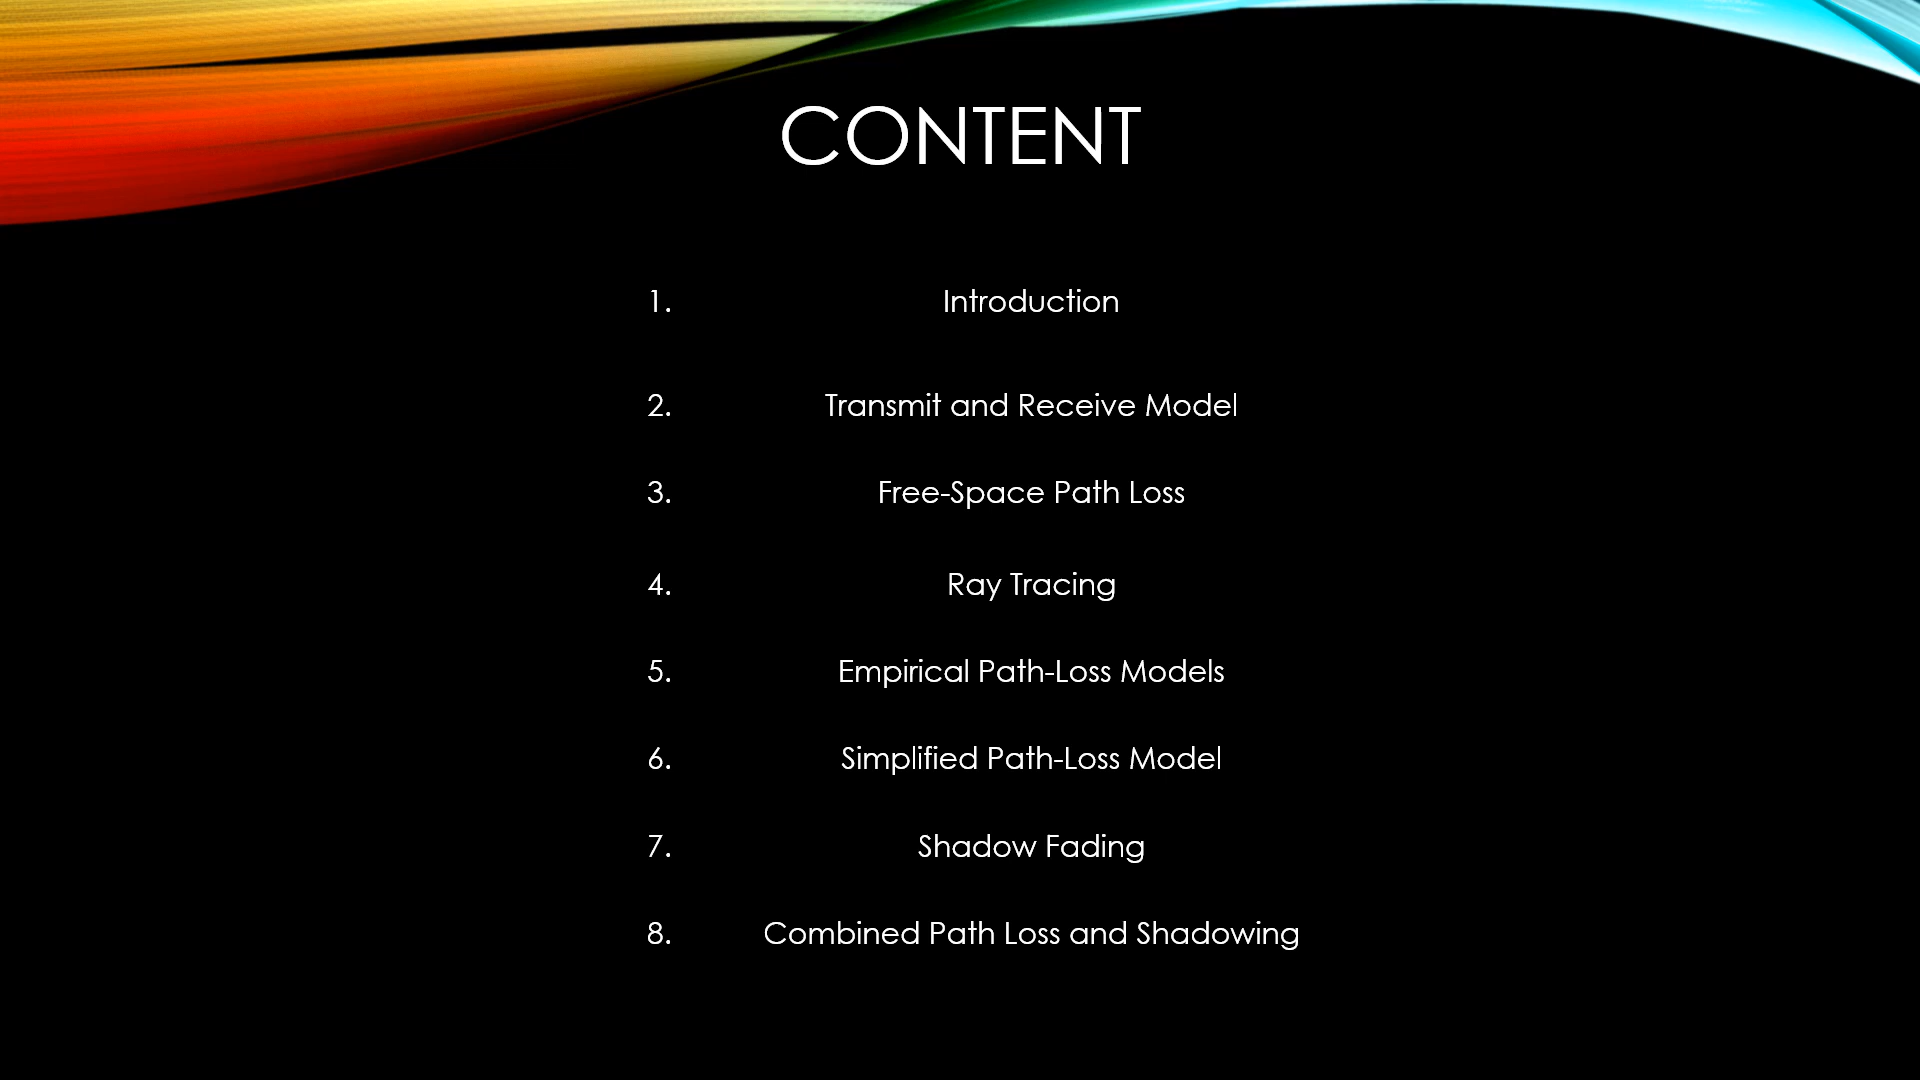 CONTENT
1. Introduction
2. Transmit and Receive Model
3. Free-Space Path Loss
4. Ray Tracing
5. Empirical Path-Loss Models
6. Simplified Path-Loss Model
7. Shadow Fading
8. Combined Path Loss and Shadowing